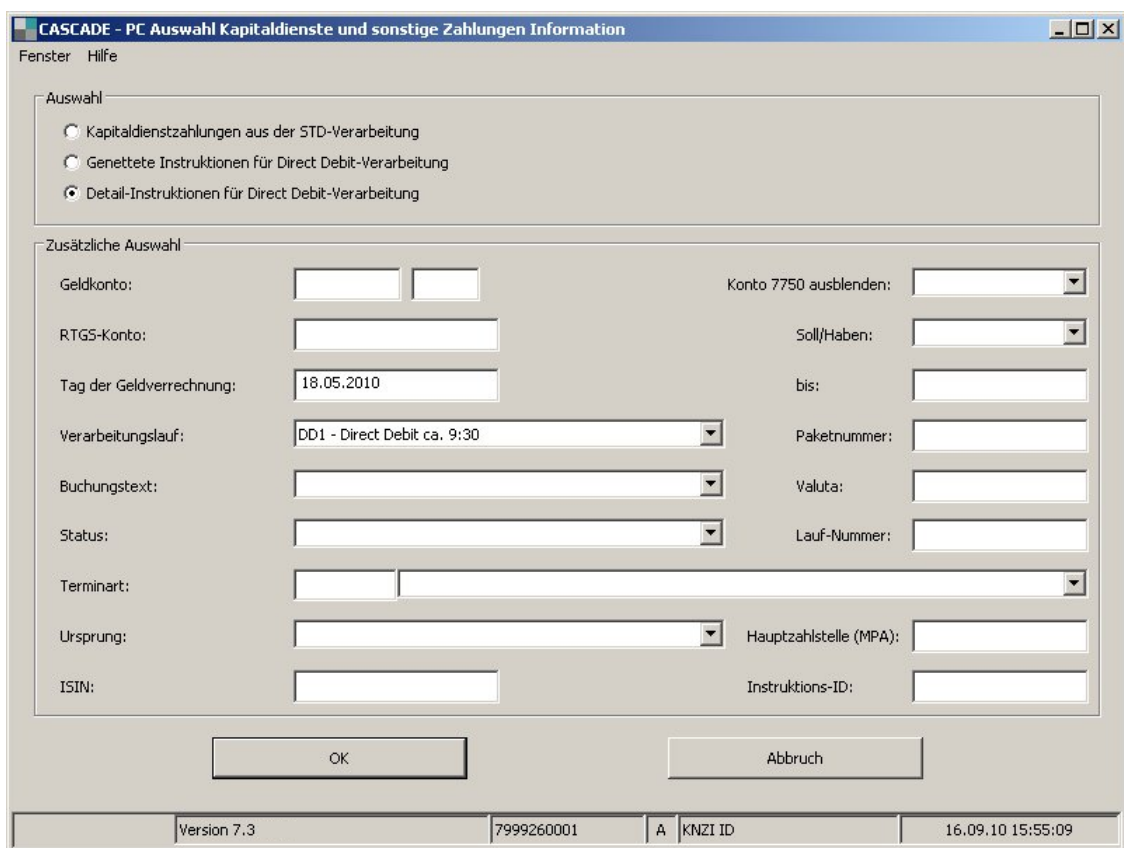 CASCADE - PC Auswahl Kapitaldienste und sonstige Zahlungen Information
Fenster Hilfe
Auswahl
Kapitaldienstzahlungen aus der STD-Verarbeitung
Genettete Instruktionen für Direct Debit-Verarbeitung
Detail-Instruktionen für Direct Debit-Verarbeitung
Zusätzliche Auswahl
Geldkonto: Konto 7750 ausblenden:
RTGS-Konto: Soll/Haben:
Tag der Geldverrechnung: 18.05.2010 bis:
Verarbeitungslauf: DD1 - Direct Debit ca. 9:30 Paketnummer:
Buchungstext: Valuta:
Status: Lauf-Nummer:
Terminart:
Ursprung: Hauptzahlstelle (MPA):
ISIN: Instruktions-ID:
OK Abbruch
Version 7.3 7999260001 A KNZI ID 16.09.10 15:55:09